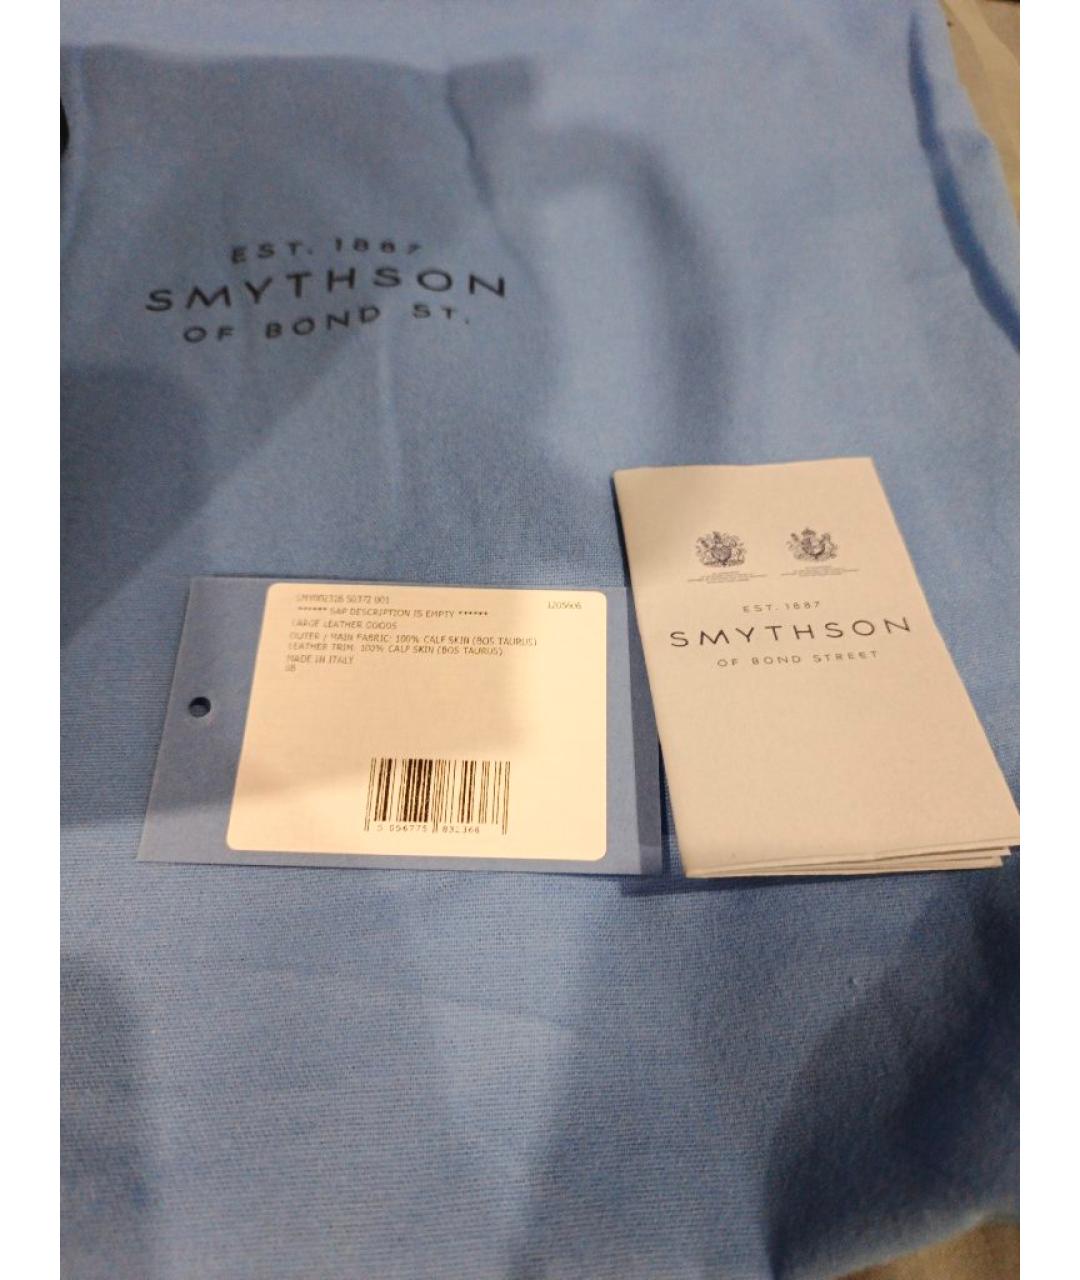 EST. 1887
SMYTHSON
OF BOND ST.
1205606
****** SAP DESCRIPTION IS EMPTY ******
LARGE LEATHER GOODS
OUTER / MAIN FABRIC: 100% CALF SKIN (BOS TAURUS)
LEATHER TRIM: 100% CALF SKIN (BOS TAURUS)
MADE IN ITALY
EST. 1887
SMYTHSON
OF BOND STREET